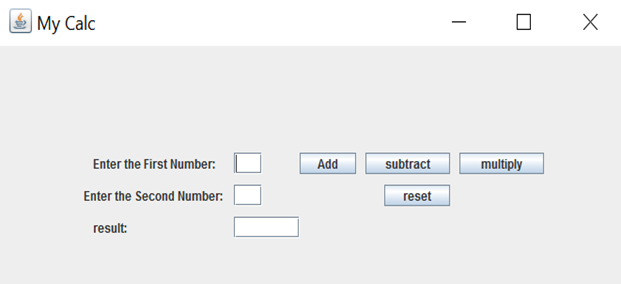 My Calc
Enter the First Number: Add subtract multiply
Enter the Second Number: reset
result: